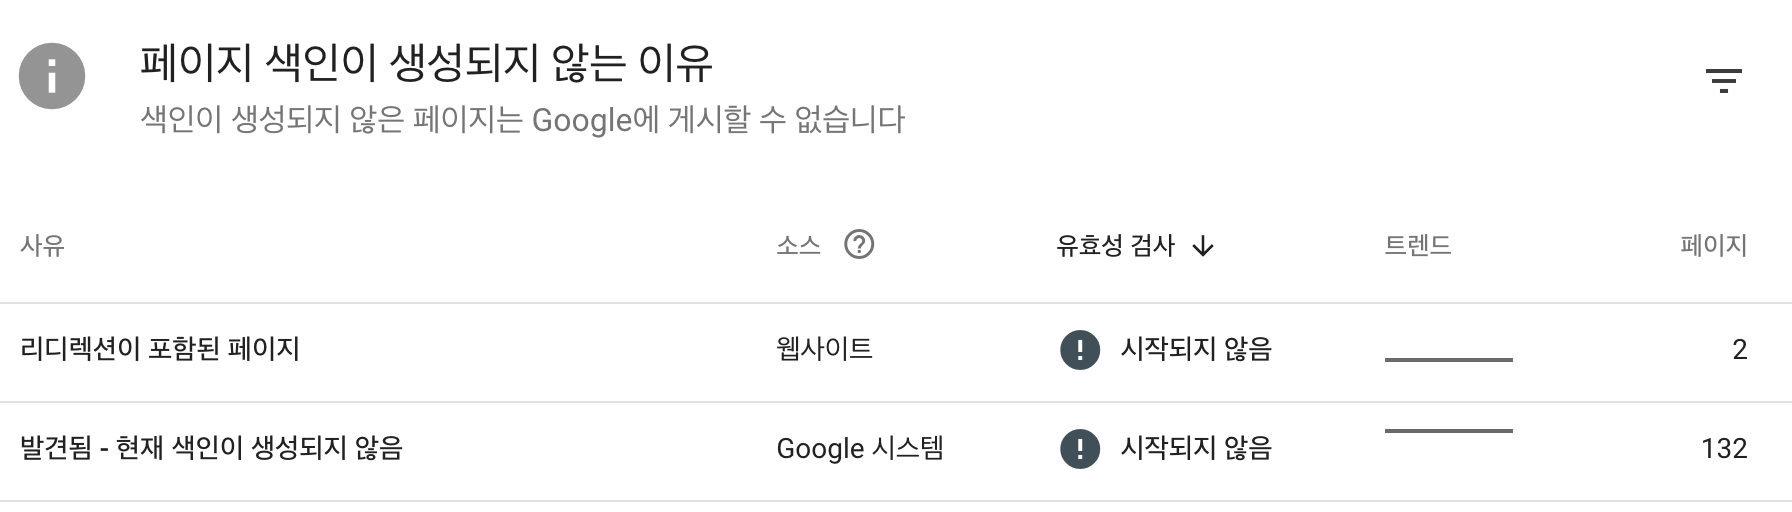 페이지 색인이 생성되지 않는 이유
색인이 생성되지 않은 페이지는 Google에 게시할 수 없습니다
사유 소스 유효성 검사 트렌드 페이지
리디렉션이 포함된 페이지 웹사이트 시작되지 않음 2
발견됨 - 현재 색인이 생성되지 않음 Google 시스템 시작되지 않음 132